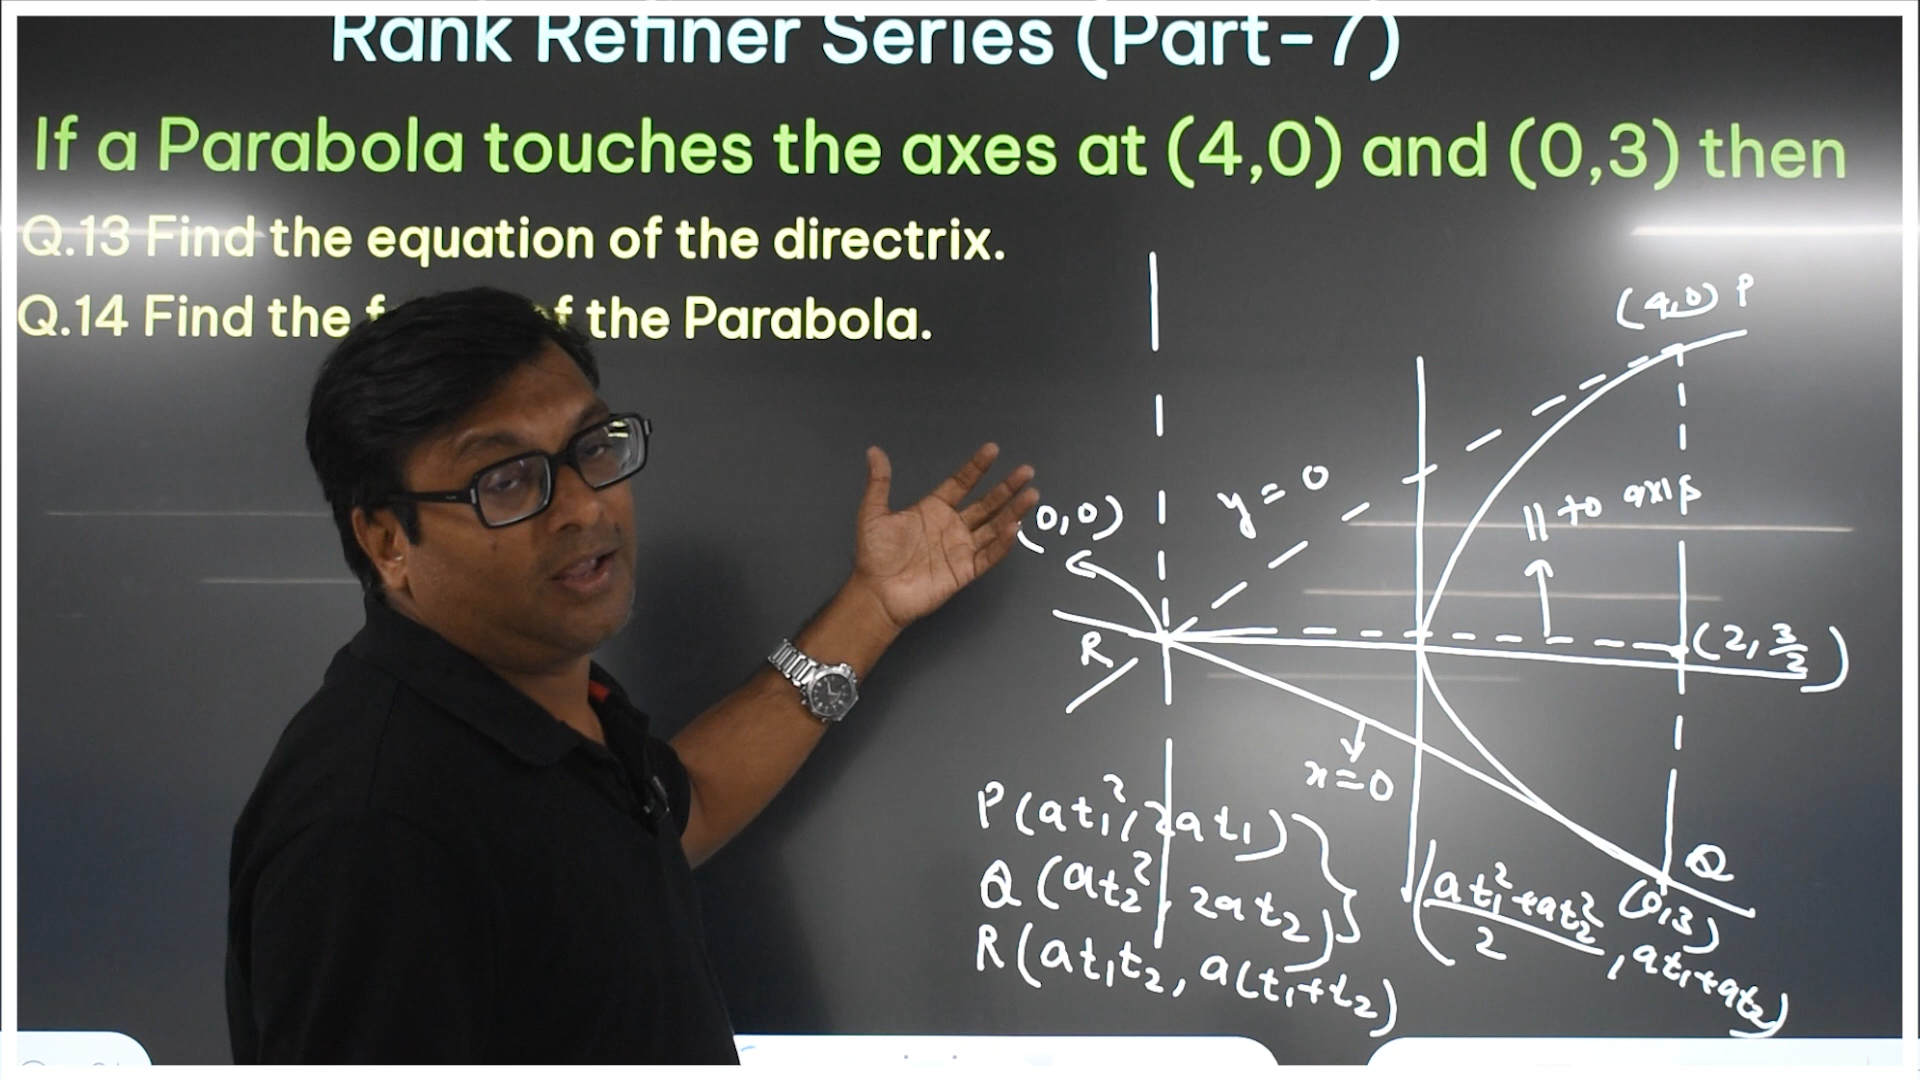 Rank Refiner Series (Part-7)
If a Parabola touches the axes at (4,0) and (0,3) then
Q.13 Find the equation of the directrix.
Q.14 Find the of the Parabola.
(4,0) P
y = 0
|| to axis
(0,0)
R
(2, 3/2)
x=0
P(at₁², 2at₁)
Q(at₂², 2at₂)
R(at₁t₂, a(t₁+t₂)
Q
(0,3)
(at₁²+at₂²/2, at₁+at₂)